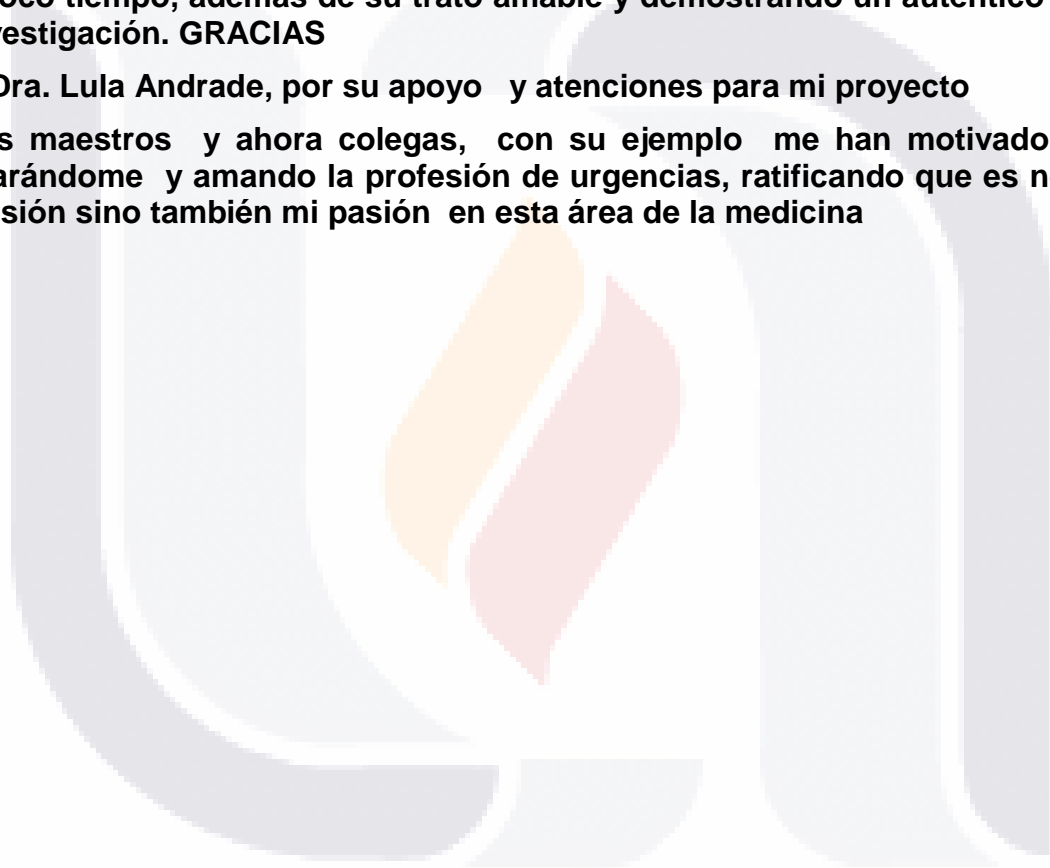 oco tiempo, además de su trato amable y demostrando un auténtico
vestigación. GRACIAS
Dra. Lula Andrade, por su apoyo y atenciones para mi proyecto
s maestros y ahora colegas, con su ejemplo me han motivado
arándome y amando la profesión de urgencias, ratificando que es n
sión sino también mi pasión en esta área de la medicina